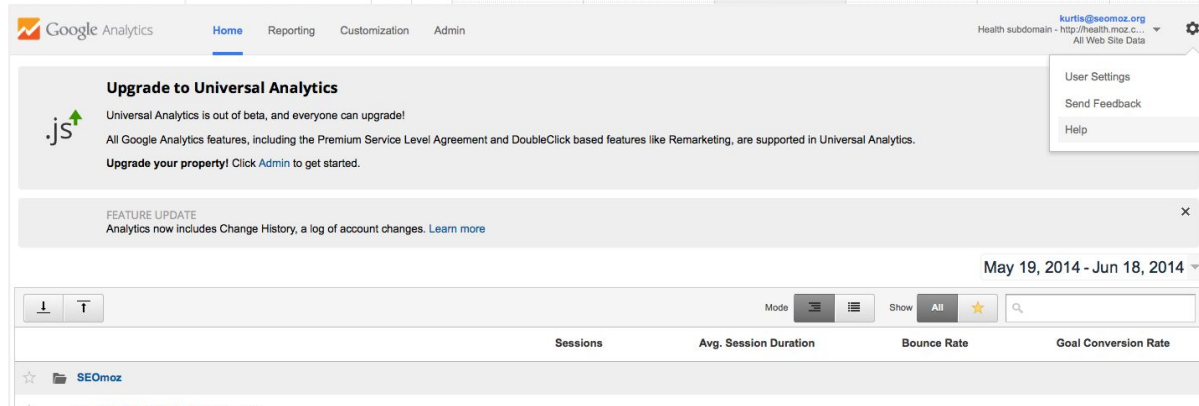 Google Analytics
Home
Reporting
Customization
Admin
kurtis@seomoz.org
Health subdomain - http://health.moz.c...
All Web Site Data
User Settings
Send Feedback
Help
.js
Upgrade to Universal Analytics
Universal Analytics is out of beta, and everyone can upgrade!
All Google Analytics features, including the Premium Service Level Agreement and DoubleClick based features like Remarketing, are supported in Universal Analytics.
Upgrade your property! Click Admin to get started.
FEATURE UPDATE
Analytics now includes Change History, a log of account changes. Learn more
May 19, 2014 - Jun 18, 2014
Mode
Show
All
Sessions
Avg. Session Duration
Bounce Rate
Goal Conversion Rate
SEOmoz